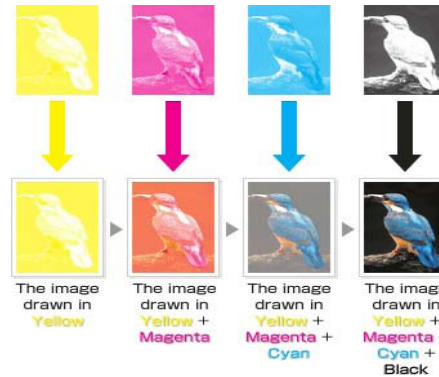 The image
drawn in
Yellow
The image
drawn in
Yellow +
Magenta
The image
drawn in
Yellow +
Magenta +
Cyan
The image
drawn in
Yellow +
Magenta +
Cyan +
Black